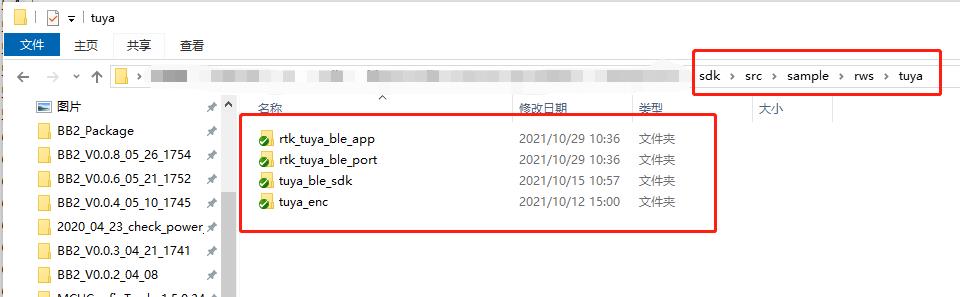 tuya
文件 主页 共享 查看
sdk > src > sample > rws > tuya
名称 修改日期 类型 大小
图片
BB2_Package
BB2_V0.0.8_05_26_1754
BB2_V0.0.6_05_21_1752
BB2_V0.0.4_05_10_1745
2020_04_23_check_power_
BB2_V0.0.3_04_21_1741
BB2_V0.0.2_04_08
rtk_tuya_ble_app 2021/10/29 10:36 文件夹
rtk_tuya_ble_port 2021/10/29 10:36 文件夹
tuya_ble_sdk 2021/10/15 10:57 文件夹
tuya_enc 2021/10/12 15:00 文件夹